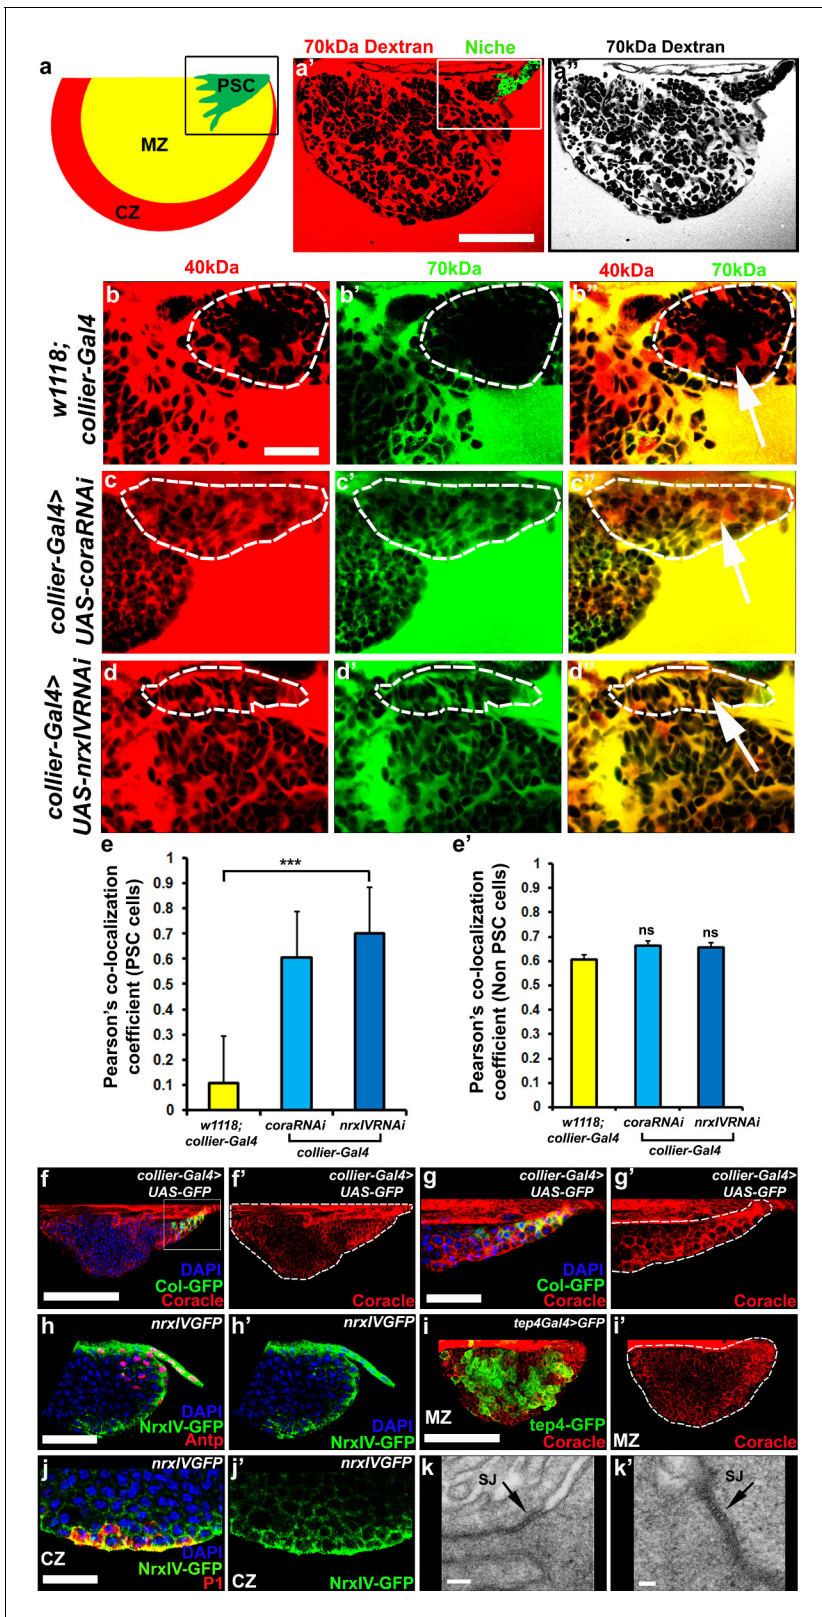 a
PSC
MZ
CZ
70kDa Dextran Niche
a'
70kDa Dextran
a"
40kDa 70kDa 40kDa 70kDa
w1118;
collier-Gal4
b b' b"
collier-Gal4>
UAS-coraRNAi
c c' c"
collier-Gal4>
UAS-nrxIVRNAi
d d' d"
e
Pearson's co-localization
coefficient (PSC cells)
1
0.9
0.8
0.7
0.6
0.5
0.4
0.3
0.2
0.1
0
***
w1118;
collier-Gal4
coraRNAi nrxIVRNAi
collier-Gal4
e'
Pearson's co-localization
coefficient (Non PSC cells)
1
0.9
0.8
0.7
0.6
0.5
0.4
0.3
0.2
0.1
0
ns ns
w1118;
collier-Gal4
coraRNAi nrxIVRNAi
collier-Gal4
f
collier-Gal4>
UAS-GFP
DAPI
Col-GFP
Coracle
f'
collier-Gal4>
UAS-GFP
Coracle
g
collier-Gal4>
UAS-GFP
DAPI
Col-GFP
Coracle
g'
collier-Gal4>
UAS-GFP
Coracle
h
nrxIVGFP
DAPI
NrxIV-GFP
Antp
h'
nrxIVGFP
DAPI
NrxIV-GFP
i
tep4Gal4>GFP
MZ
tep4-GFP
Coracle
i'
MZ
Coracle
j
nrxIVGFP
CZ
DAPI
NrxIV-GFP
P1
j'
nrxIVGFP
CZ
NrxIV-GFP
k
SJ
k'
SJ